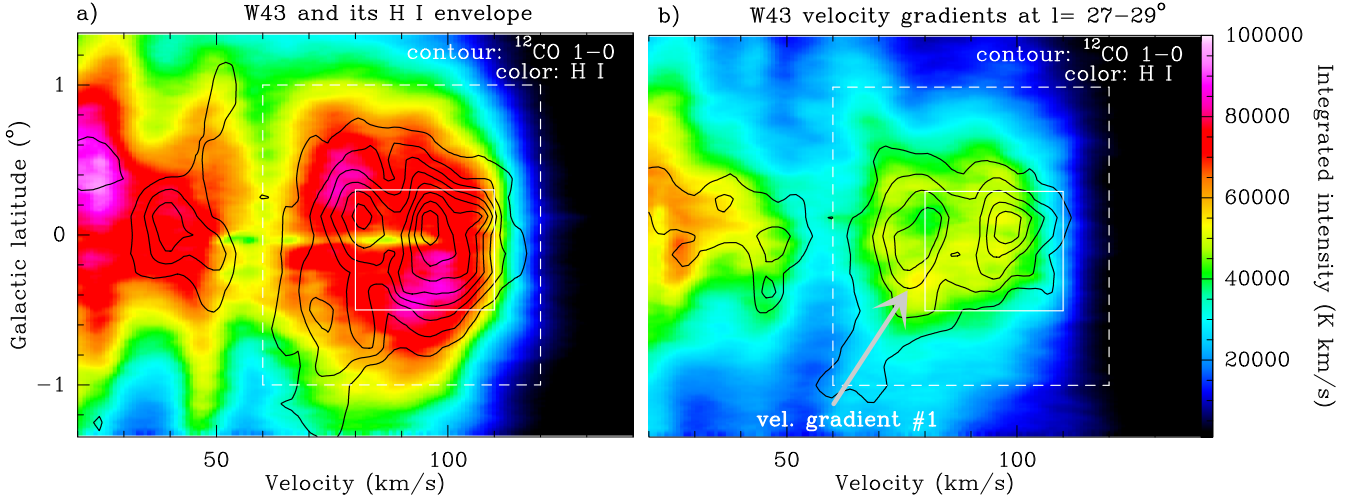 a)
W43 and its H I envelope
contour: ¹²CO 1−0
color: H I
1
0
−1
Galactic latitude (°)
50
100
Velocity (km/s)
b)
W43 velocity gradients at l= 27−29°
contour: ¹²CO 1−0
color: H I
vel. gradient #1
50
100
Velocity (km/s)
100000
80000
60000
40000
20000
Integrated intensity (K km/s)